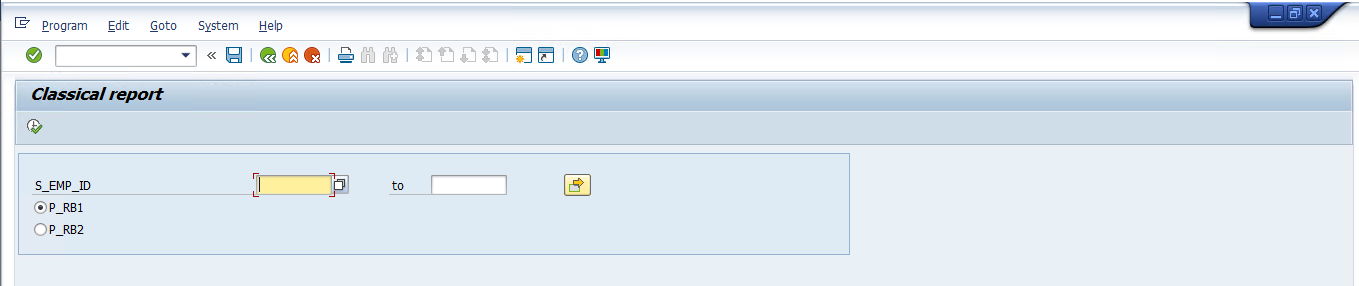 Program Edit Goto System Help
Classical report
S_EMP_ID to
P_RB1
P_RB2